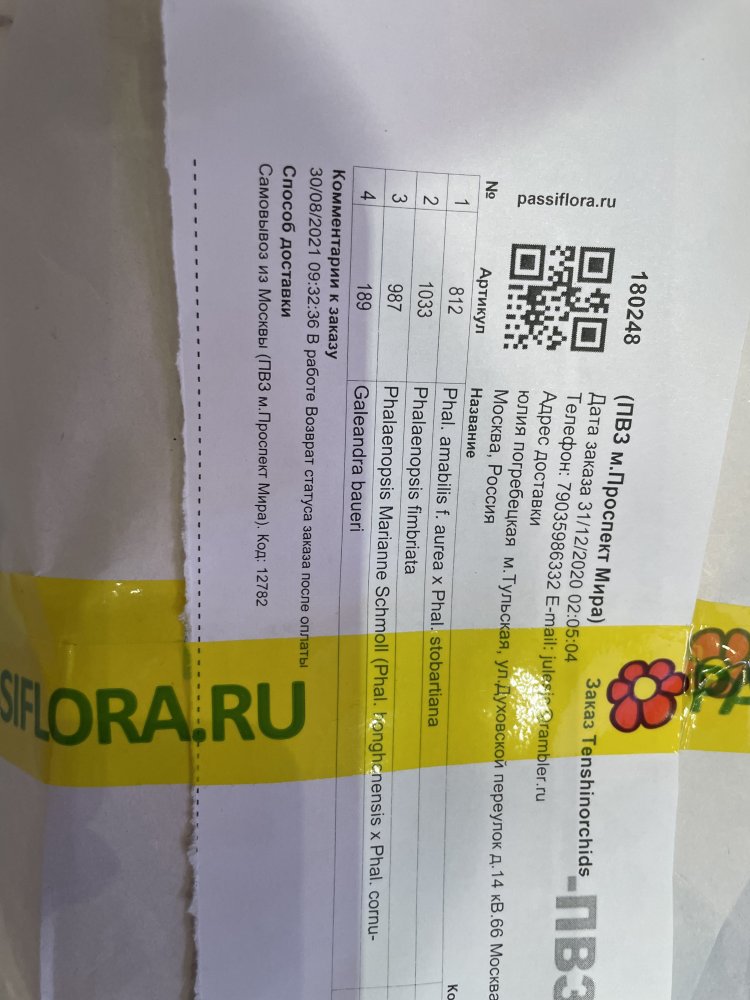 180248
(ПВЗ м.Проспект Мира)
Заказ Tenshinorchids
-ПВЗ
Дата заказа 31/12/2020 02:05:04
Телефон: 79035986332 E-mail:
Адрес доставки
юлия погребецкая м.Тульская, ул.Духовской переулок д.14 кВ.66 Москва
Москва, Россия
passiflora.ru
№ Артикул Название
1 812 Phal. amabilis f. aurea x Phal. stobartiana
2 1033 Phalaenopsis fimbriata
3 987 Phalaenopsis Marianne Schmoll (Phal. honghenensis x Phal. cornu-
4 189 Galeandra baueri
Комментарии к заказу
30/08/2021 09:32:36 В работе Возврат статуса заказа после оплаты
Способ доставки
Самовывоз из Москвы (ПВЗ м.Проспект Мира). Код: 12782
SIFLORA.RU
PA